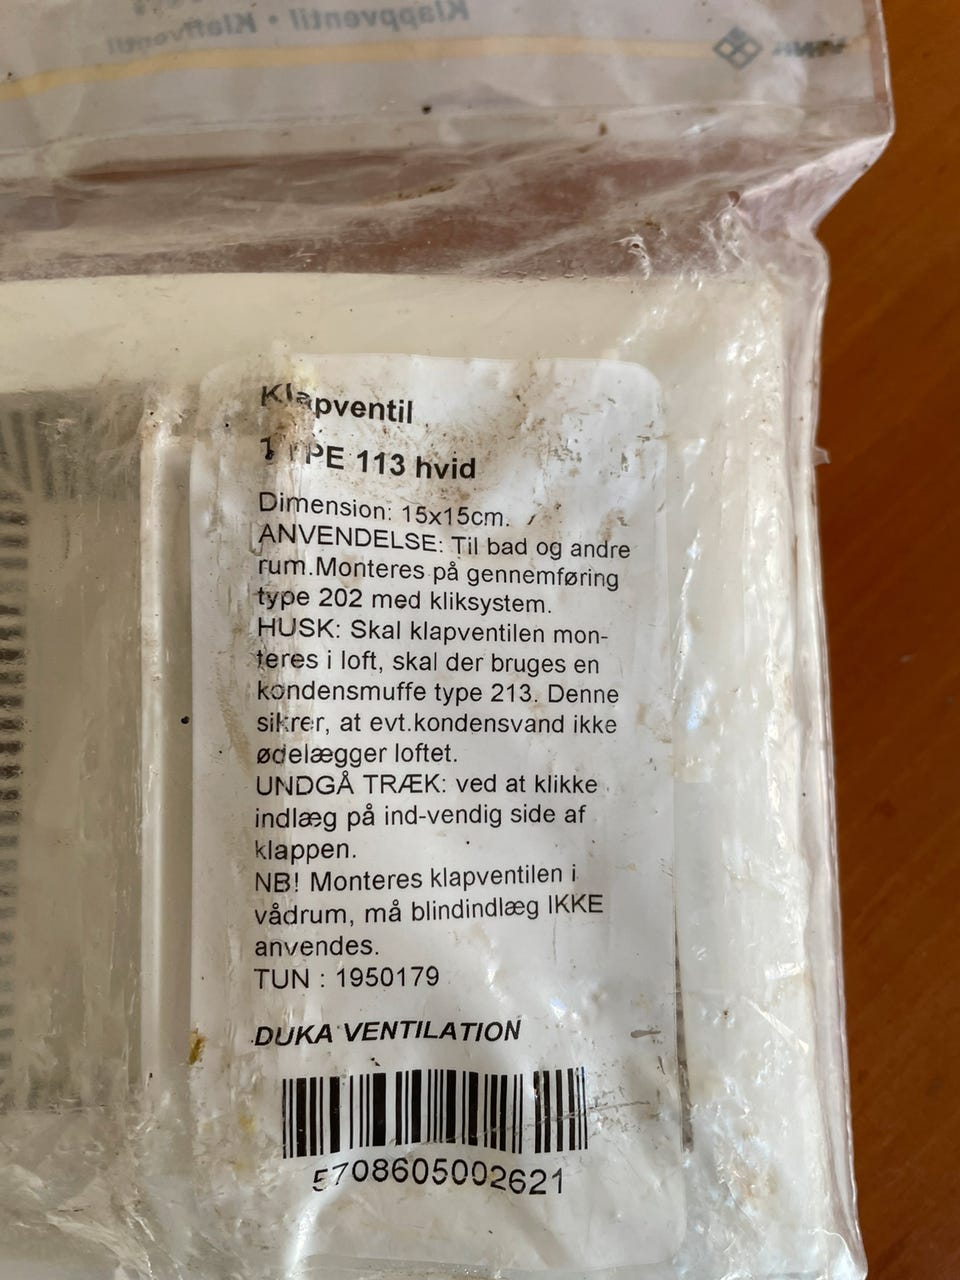 Klappventil • Klaffventil
VINK
Klapventil
TYPE 113 hvid
Dimension: 15x15cm.
ANVENDELSE: Til bad og andre
rum.Monteres på gennemføring
type 202 med kliksystem.
HUSK: Skal klapventilen mon-
teres i loft, skal der bruges en
kondensmuffe type 213. Denne
sikrer, at evt.kondensvand ikke
ødelægger loftet.
UNDGÅ TRÆK: ved at klikke
indlæg på ind-vendig side af
klappen.
NB! Monteres klapventilen i
vådrum, må blindindlæg IKKE
anvendes.
TUN : 1950179
DUKA VENTILATION
5708605002621